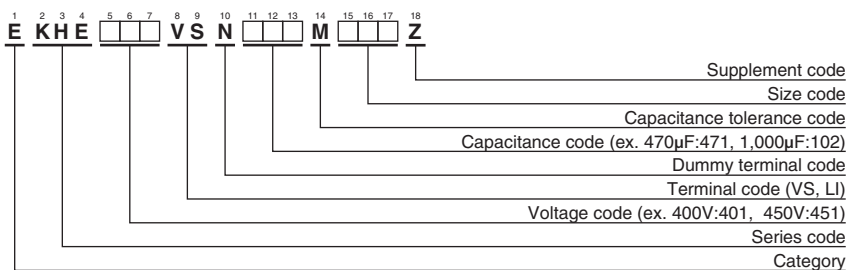 1 2 3 4 5 6 7 8 9 10 11 12 13 14 15 16 17 18
E KHE □□□ VS N □□□ M □□□ Z
Supplement code
Size code
Capacitance tolerance code
Capacitance code (ex. 470μF:471, 1,000μF:102)
Dummy terminal code
Terminal code (VS, LI)
Voltage code (ex. 400V:401, 450V:451)
Series code
Category